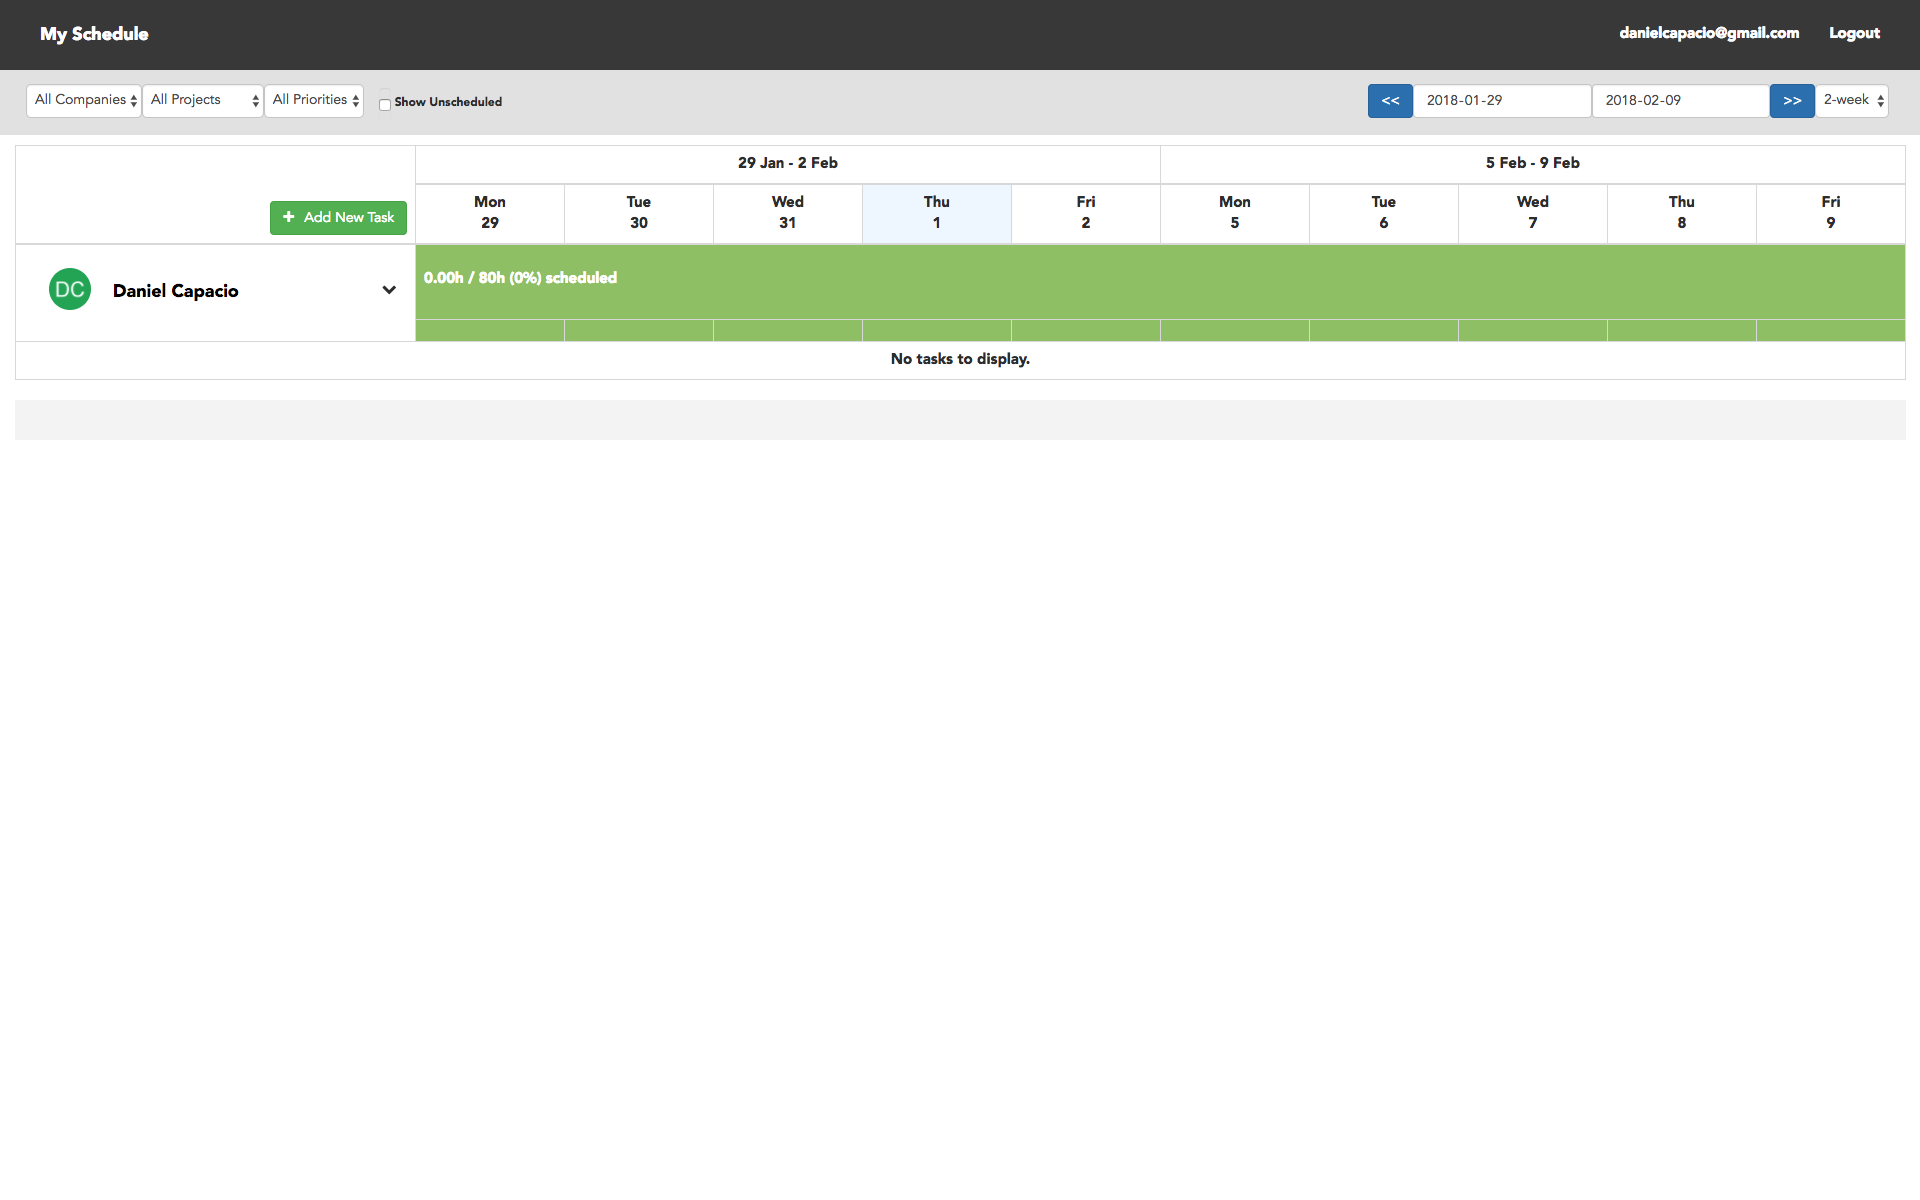 My Schedule
danielcapacio@gmail.com Logout
All Companies All Projects All Priorities Show Unscheduled << 2018-01-29 2018-02-09 >> 2-week
29 Jan - 2 Feb 5 Feb - 9 Feb
+ Add New Task
Mon Tue Wed Thu Fri Mon Tue Wed Thu Fri
29 30 31 1 2 5 6 7 8 9
DC Daniel Capacio
0.00h / 80h (0%) scheduled
No tasks to display.